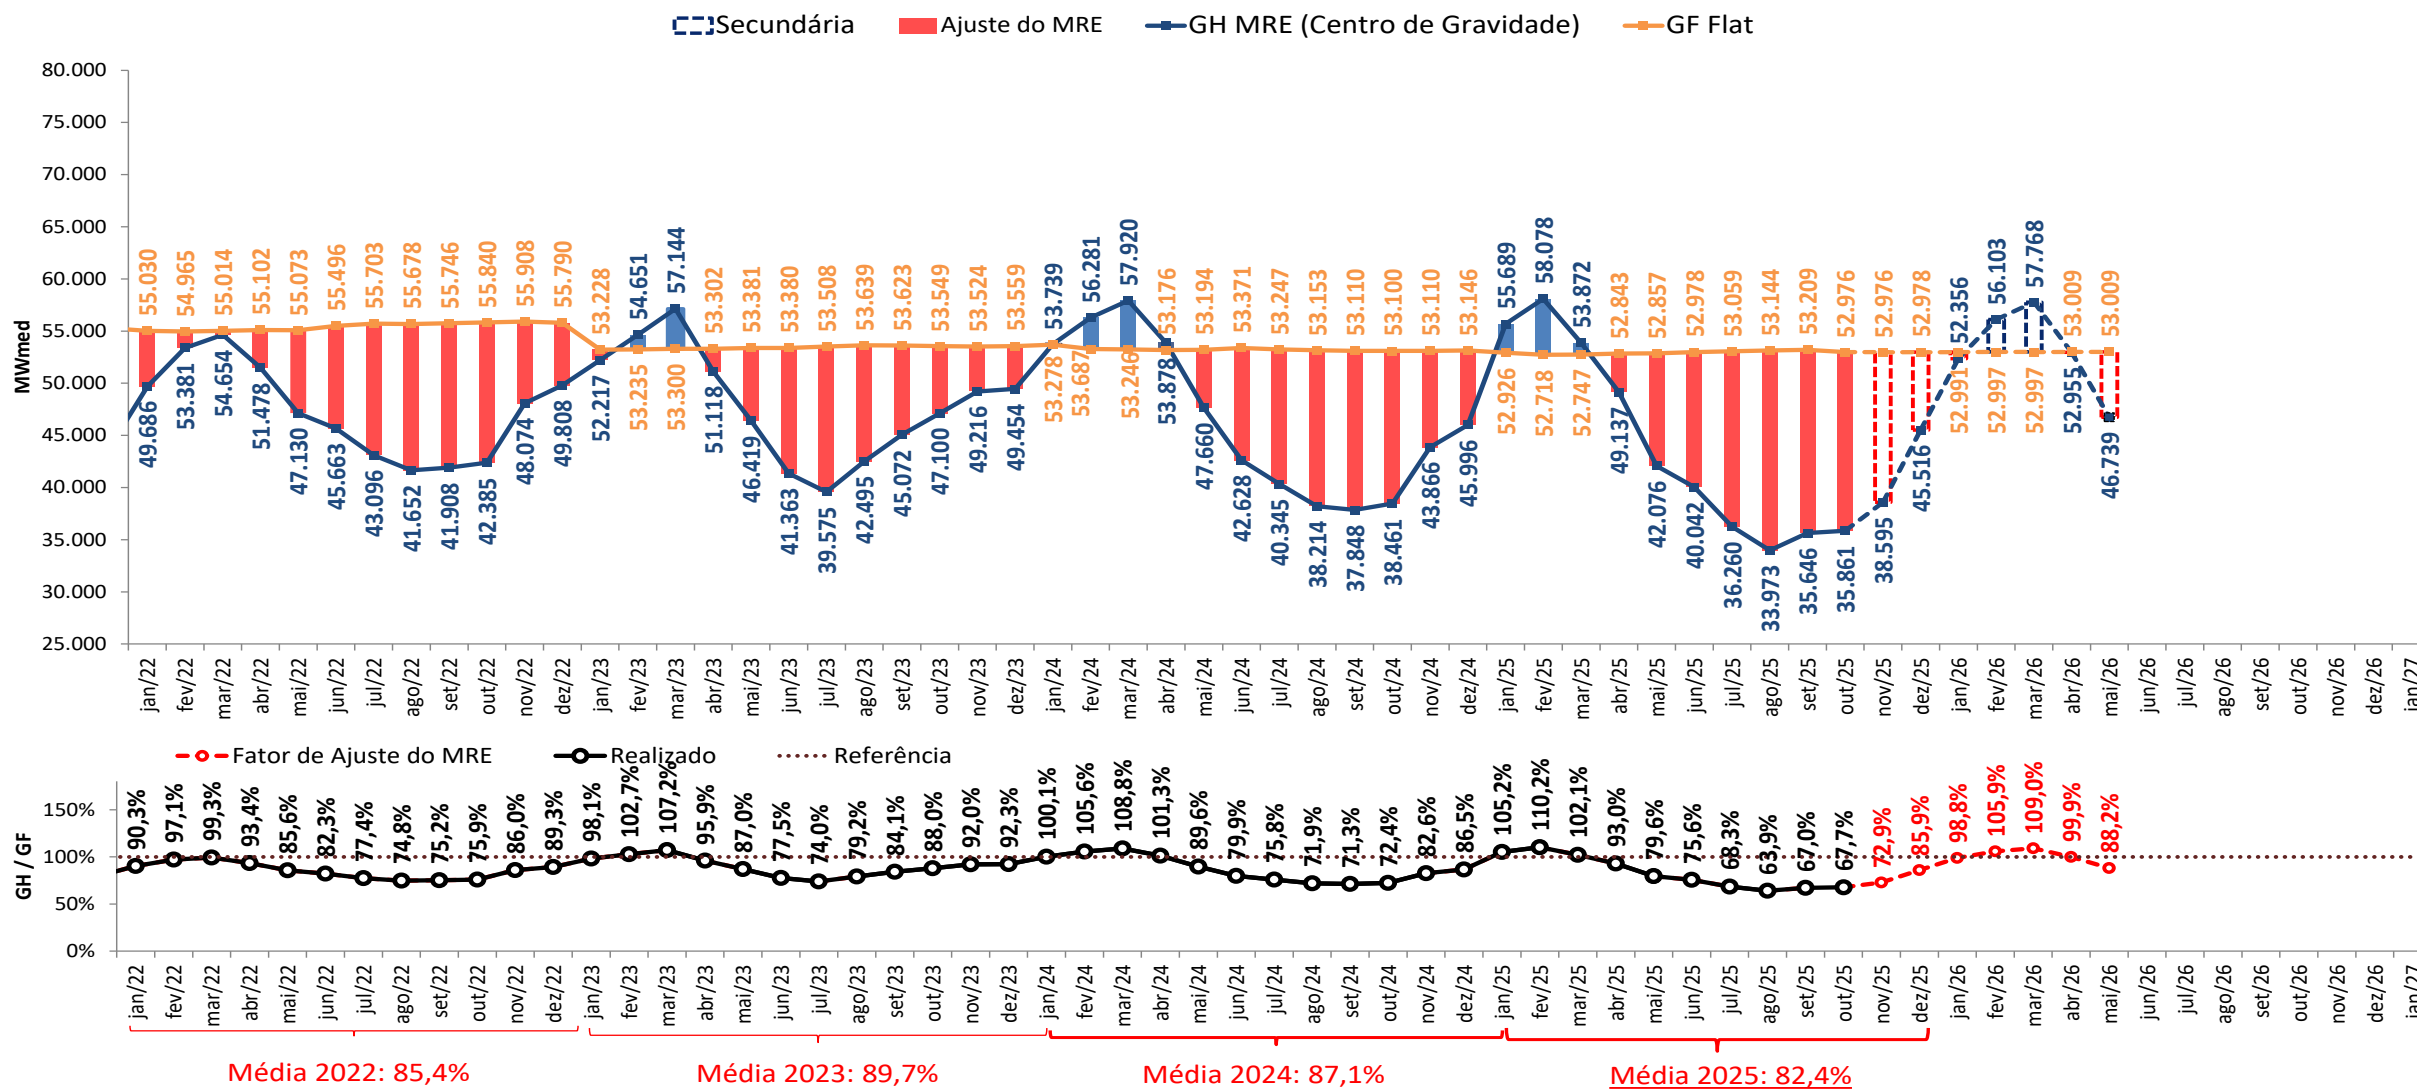 Secundária Ajuste do MRE GH MRE (Centro de Gravidade) GF Flat
MWmed
80.000
75.000
70.000
65.000
60.000
55.000
50.000
45.000
40.000
35.000
30.000
25.000
55.030 54.965 55.014 55.102 55.073 55.496 55.703 55.678 55.746 55.840 55.908 55.790 53.228 54.651 57.144 53.302 53.381 53.380 53.508 53.639 53.623 53.549 53.524 53.559 53.739 56.281 57.920 53.176 53.194 53.371 53.247 53.153 53.110 53.100 53.110 53.146 55.689 58.078 53.872 52.843 52.857 52.978 53.059 53.144 53.209 52.976 52.976 52.978 52.356 56.103 57.768 53.009 53.009
49.686 53.381 54.654 51.478 47.130 45.663 43.096 41.652 41.908 42.385 48.074 49.808 52.217 53.235 53.300 51.118 46.419 41.363 39.575 42.495 45.072 47.100 49.216 49.454 53.278 53.687 53.246 53.878 47.660 42.628 40.345 38.214 37.848 38.461 43.866 45.996 52.926 52.718 52.747 49.137 42.076 40.042 36.260 33.973 35.646 35.861 38.595 45.516 52.991 52.997 52.997 52.955 46.739
jan/22 fev/22 mar/22 abr/22 mai/22 jun/22 jul/22 ago/22 set/22 out/22 nov/22 dez/22 jan/23 fev/23 mar/23 abr/23 mai/23 jun/23 jul/23 ago/23 set/23 out/23 nov/23 dez/23 jan/24 fev/24 mar/24 abr/24 mai/24 jun/24 jul/24 ago/24 set/24 out/24 nov/24 dez/24 jan/25 fev/25 mar/25 abr/25 mai/25 jun/25 jul/25 ago/25 set/25 out/25 nov/25 dez/25 jan/26 fev/26 mar/26 abr/26 mai/26 jun/26 jul/26 ago/26 set/26 out/26 nov/26 dez/26 jan/27
Fator de Ajuste do MRE Realizado Referência
GH / GF
150%
100%
50%
0%
90,3% 97,1% 99,3% 93,4% 85,6% 82,3% 77,4% 74,8% 75,2% 75,9% 86,0% 89,3% 98,1% 102,7% 107,2% 95,9% 87,0% 77,5% 74,0% 79,2% 84,1% 88,0% 92,0% 92,3% 100,1% 105,6% 108,8% 101,3% 89,6% 79,9% 75,8% 71,9% 71,3% 72,4% 82,6% 86,5% 105,2% 110,2% 102,1% 93,0% 79,6% 75,6% 68,3% 63,9% 67,0% 67,7% 72,9% 85,9% 98,8% 105,9% 109,0% 99,9% 88,2%
jan/22 fev/22 mar/22 abr/22 mai/22 jun/22 jul/22 ago/22 set/22 out/22 nov/22 dez/22 jan/23 fev/23 mar/23 abr/23 mai/23 jun/23 jul/23 ago/23 set/23 out/23 nov/23 dez/23 jan/24 fev/24 mar/24 abr/24 mai/24 jun/24 jul/24 ago/24 set/24 out/24 nov/24 dez/24 jan/25 fev/25 mar/25 abr/25 mai/25 jun/25 jul/25 ago/25 set/25 out/25 nov/25 dez/25 jan/26 fev/26 mar/26 abr/26 mai/26 jun/26 jul/26 ago/26 set/26 out/26 nov/26 dez/26 jan/27
Média 2022: 85,4% Média 2023: 89,7% Média 2024: 87,1% Média 2025: 82,4%